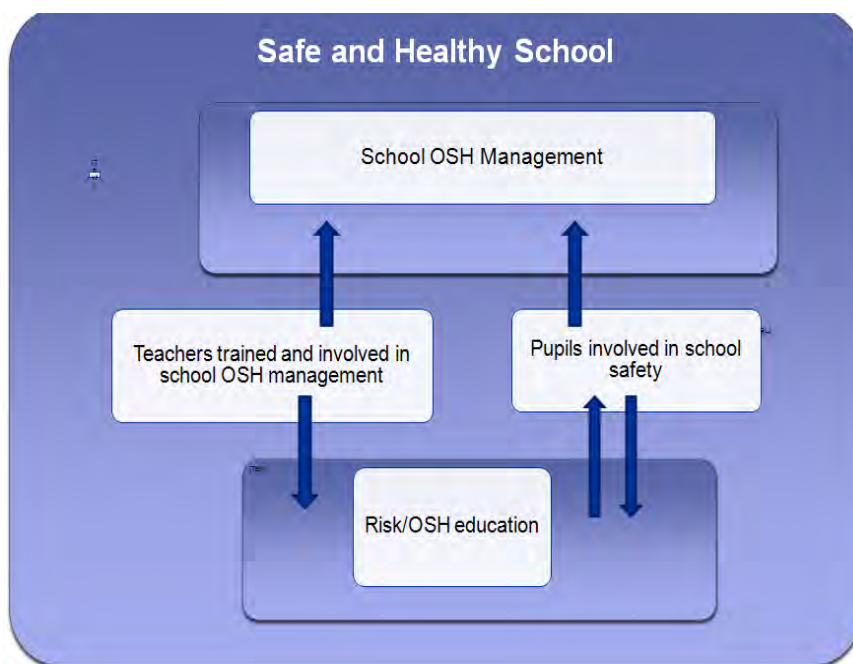 Safe and Healthy School
School OSH Management
Teachers trained and involved in
school OSH management
Pupils involved in school
safety
Risk/OSH education